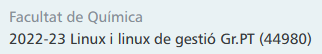 Facultat de Química
2022-23 Linux i linux de gestió Gr.PT (44980)